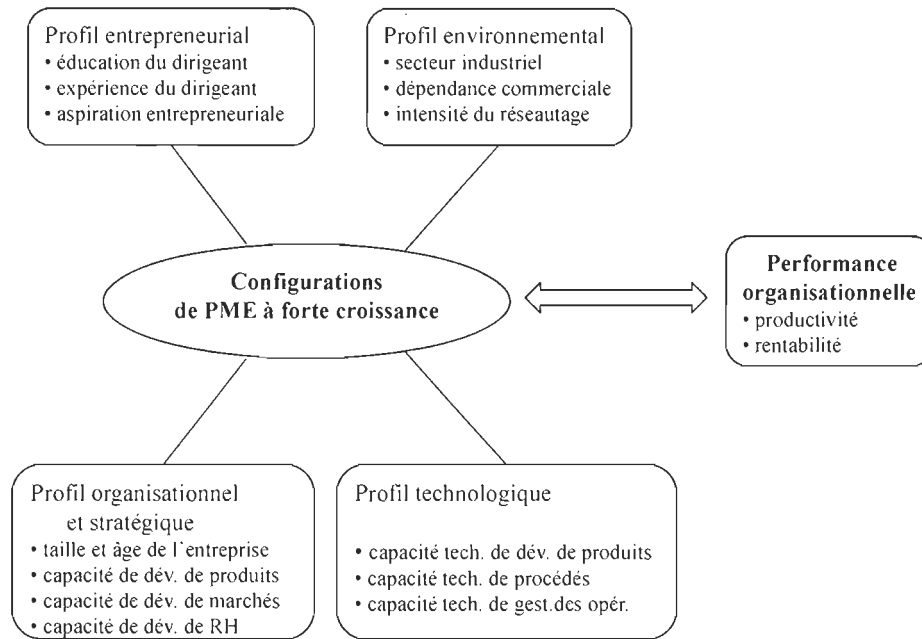 Profil entrepreneurial
• éducation du dirigeant
• expérience du dirigeant
• aspiration entrepreneuriale
Profil environnemental
• secteur industriel
• dépendance commerciale
• intensité du réseautage
Configurations
de PME à forte croissance
Performance
organisationnelle
• productivité
• rentabilité
Profil organisationnel
et stratégique
• taille et âge de l'entreprise
• capacité de dév. de produits
• capacité de dév. de marchés
• capacité de dév. de RH
Profil technologique
• capacité tech. de dév. de produits
• capacité tech. de procédés
• capacité tech. de gest.des opér.